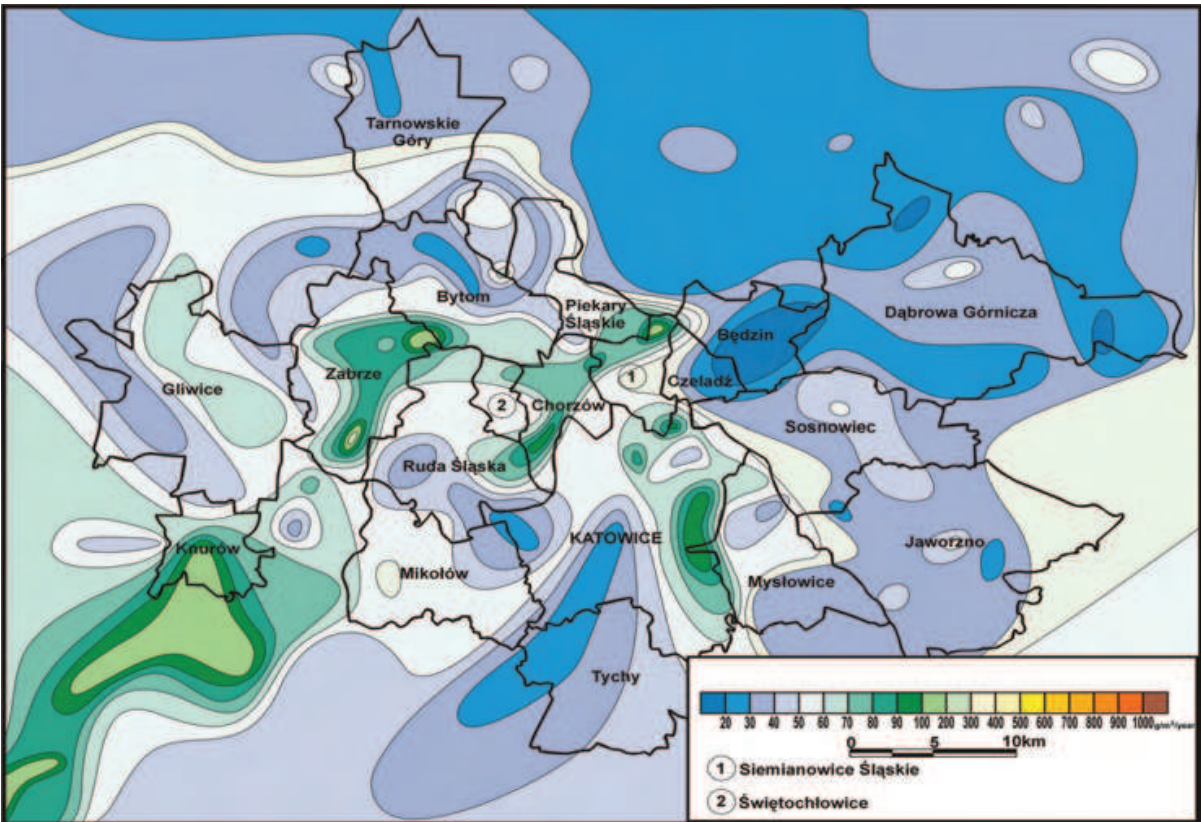 Tarnowskie
Góry
Bytom
Piekary
Śląskie
Będzin
Dąbrowa Górnicza
Gliwice
Zabrze
1
Czeladź
2
Chorzów
Sosnowiec
Ruda Śląska
Knurów
KATOWICE
Jaworzno
Mikołów
Mysłowice
Tychy
20 30 40 50 60 70 80 90 100 200 300 400 500 600 700 800 900 1000 g/m²/year
0 5 10km
1 Siemianowice Śląskie
2 Świętochłowice